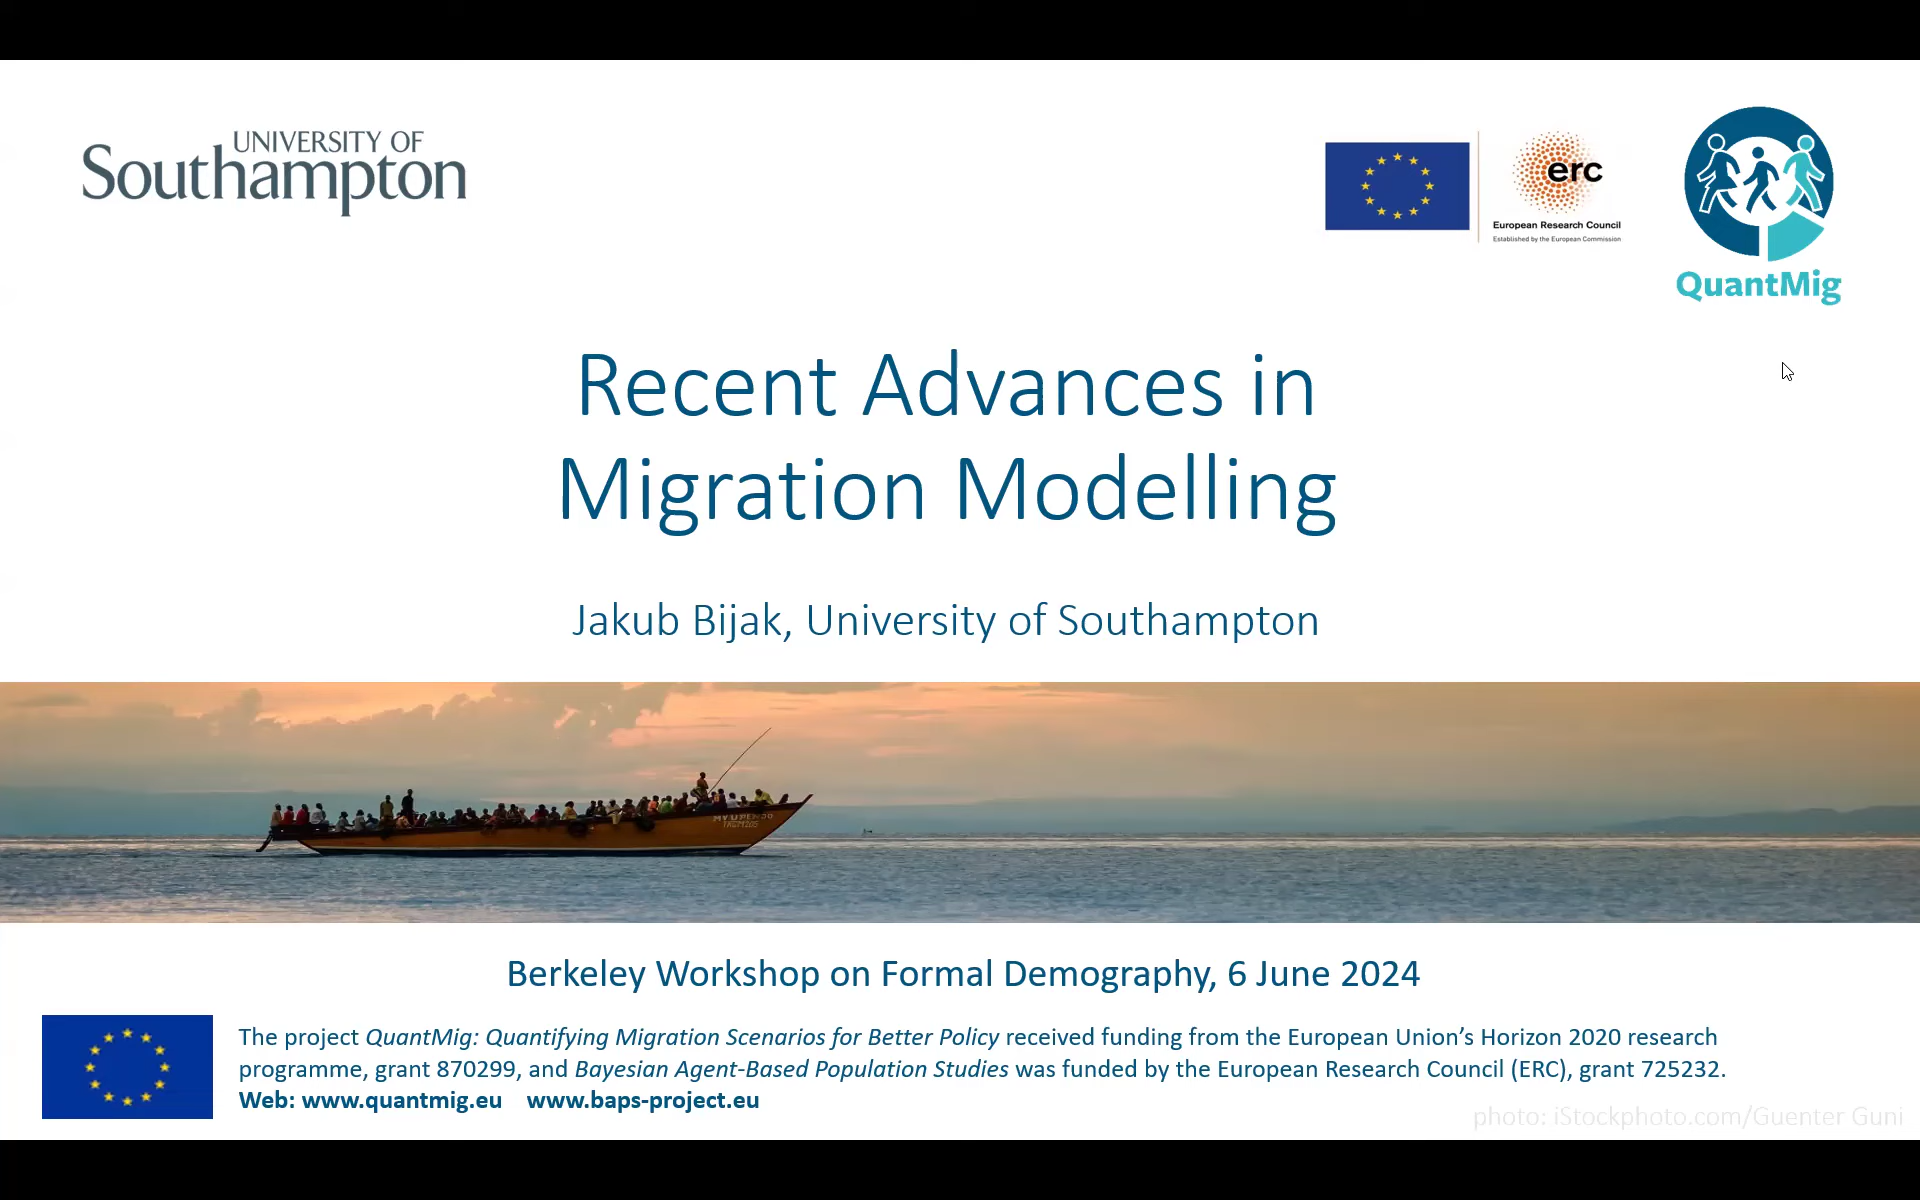 UNIVERSITY OF
Southampton
erc
European Research Council
Established by the European Commission
QuantMig
Recent Advances in
Migration Modelling
Jakub Bijak, University of Southampton
Berkeley Workshop on Formal Demography, 6 June 2024
The project QuantMig: Quantifying Migration Scenarios for Better Policy received funding from the European Union’s Horizon 2020 research
programme, grant 870299, and Bayesian Agent-Based Population Studies was funded by the European Research Council (ERC), grant 725232.
Web: www.quantmig.eu www.baps-project.eu
photo: iStockphoto.com/Guenter Guni